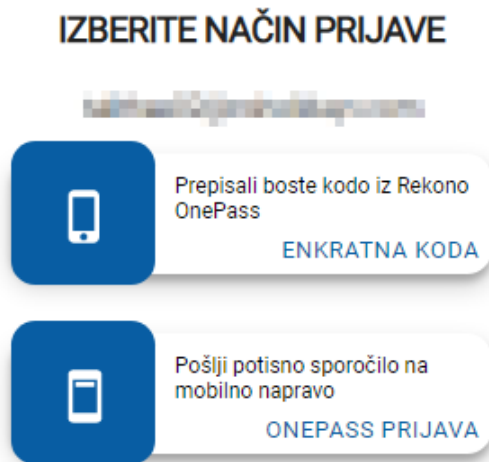 IZBERITE NAČIN PRIJAVE
Prepisali boste kodo iz Rekono
OnePass
ENKRATNA KODA
Pošlji potisno sporočilo na
mobilno napravo
ONEPASS PRIJAVA